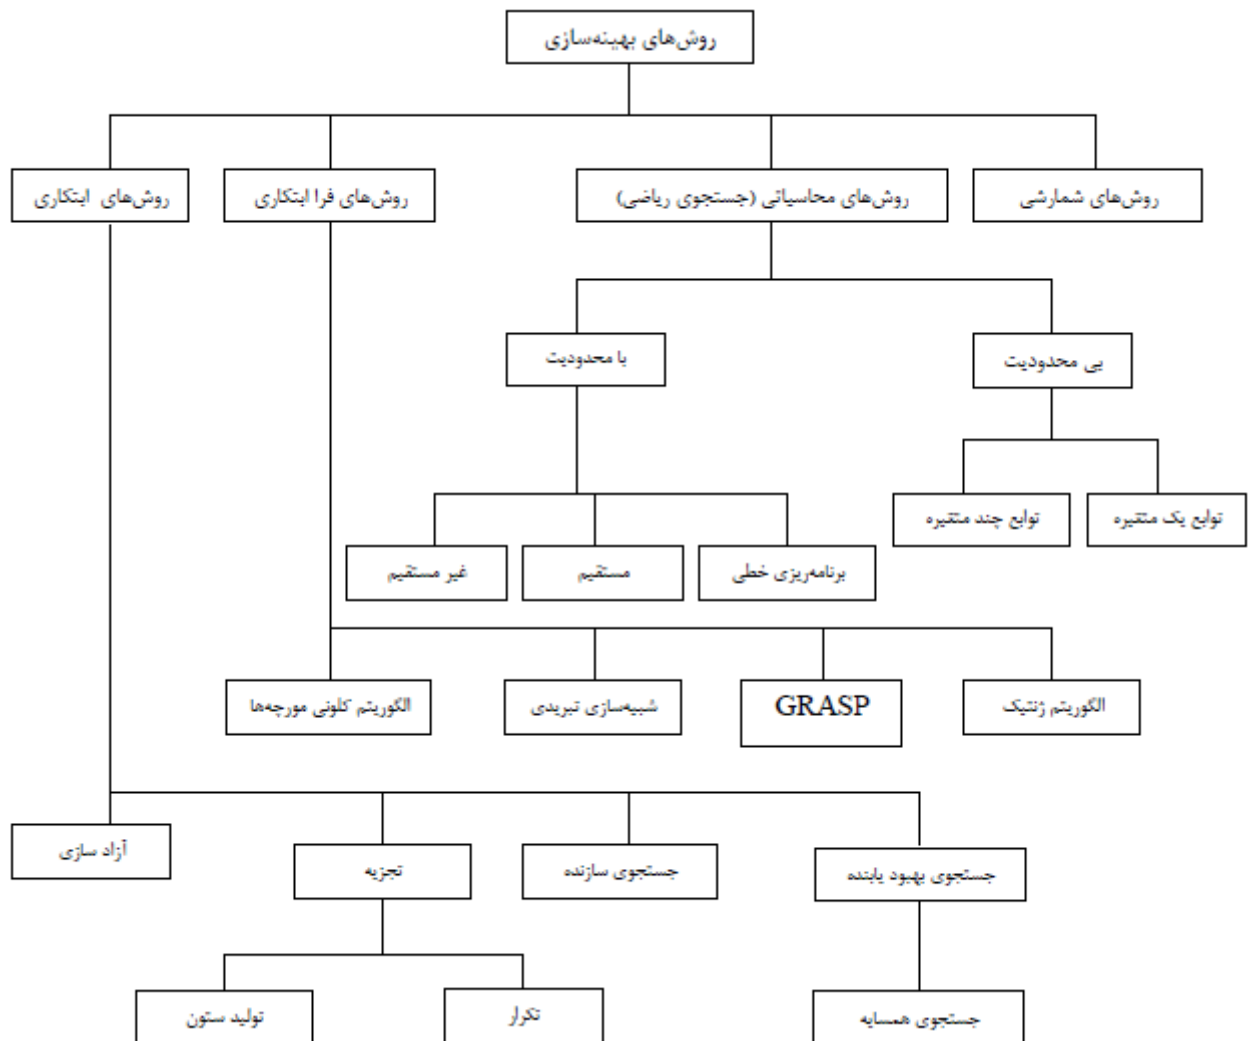 روش‌های بهینه‌سازی
روش‌های شمارشی
روش‌های محاسباتی (جستجوی ریاضی)
روش‌های فرا ابتکاری
روش‌های ابتکاری
بی محدودیت
با محدودیت
توابع یک متغیره
توابع چند متغیره
برنامه‌ریزی خطی
مستقیم
غیر مستقیم
الگوریتم ژنتیک
GRASP
شبیه‌سازی تبریدی
الگوریتم کلونی مورچه‌ها
جستجوی بهبود یابنده
جستجوی سازنده
تجزیه
آزاد سازی
جستجوی همسایه
تکرار
تولید ستون